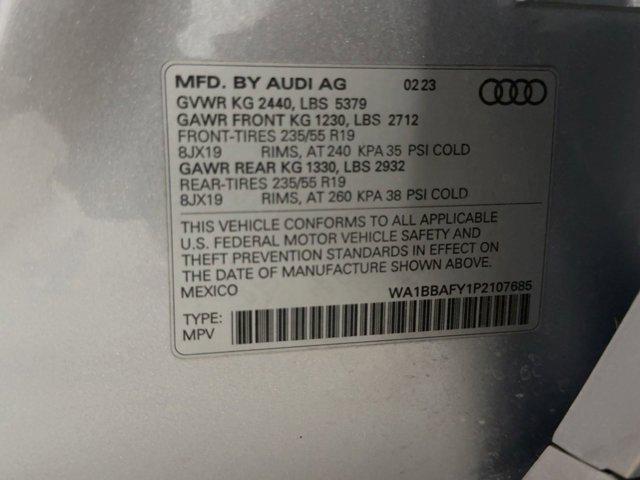 MFD. BY AUDI AG 02 23
GVWR KG 2440, LBS 5379
GAWR FRONT KG 1230, LBS 2712
FRONT-TIRES 235/55 R19
8JX19 RIMS, AT 240 KPA 35 PSI COLD
GAWR REAR KG 1330, LBS 2932
REAR-TIRES 235/55 R19
8JX19 RIMS, AT 260 KPA 38 PSI COLD
THIS VEHICLE CONFORMS TO ALL APPLICABLE
U.S. FEDERAL MOTOR VEHICLE SAFETY AND
THEFT PREVENTION STANDARDS IN EFFECT ON
THE DATE OF MANUFACTURE SHOWN ABOVE.
MEXICO WA1BBAFY1P2107685
TYPE:
MPV